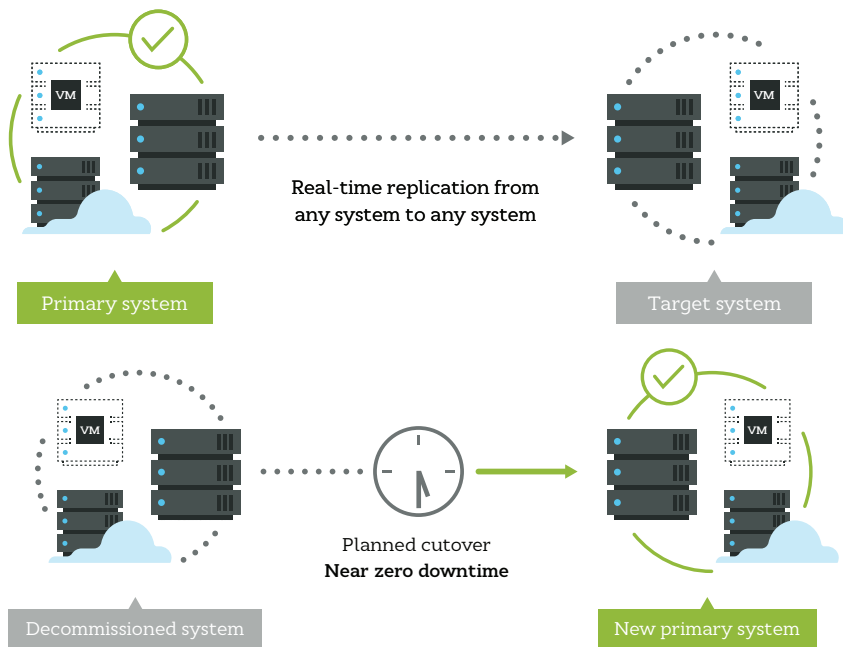 VM
VM
Real-time replication from
any system to any system
Primary system
Target system
VM
VM
Planned cutover
Near zero downtime
Decommissioned system
New primary system